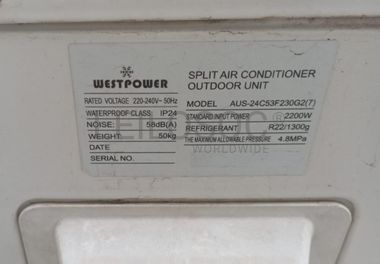 WESTPOWER
SPLIT AIR CONDITIONER
OUTDOOR UNIT
RATED VOLTAGE 220-240V~ 50Hz
MODEL AUS-24C53F230G2(7)
WATERPROOF CLASS IP24
STANDARD INPUT POWER 2200W
NOISE: 58dB(A)
REFRIGERANT R22/1300g
WEIGHT: 50kg
THE MAXIMUM ALLOWABLE PRESSURE 4.8MPa
DATE
SERIAL NO.
WORLDWIDE